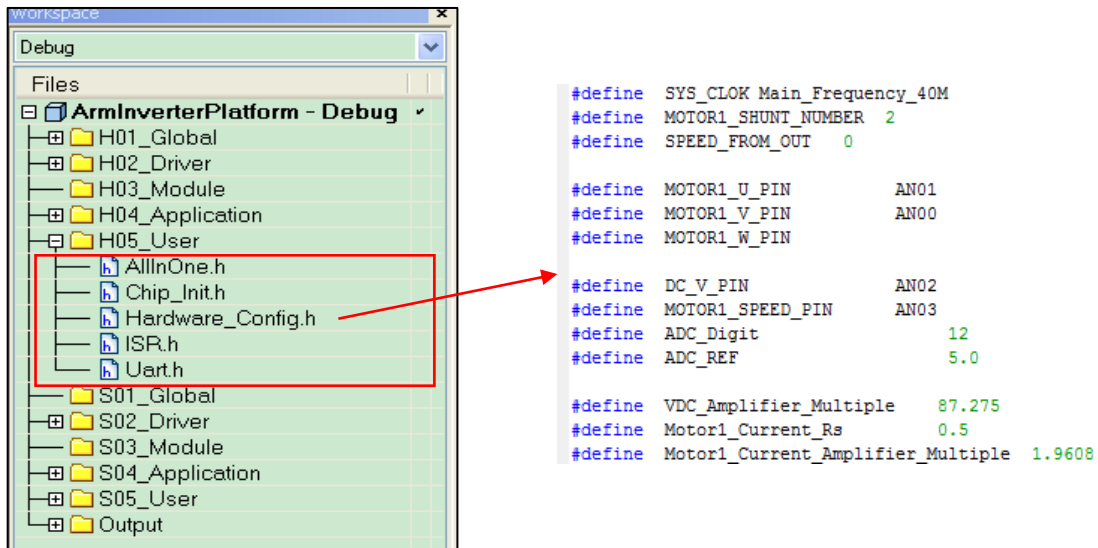 Workspace
Debug
Files
ArmInverterPlatform - Debug
H01_Global
H02_Driver
H03_Module
H04_Application
H05_User
AllInOne.h
Chip_Init.h
Hardware_Config.h
ISR.h
Uart.h
S01_Global
S02_Driver
S03_Module
S04_Application
S05_User
Output
#define SYS_CLOK Main_Frequency_40M
#define MOTOR1_SHUNT_NUMBER 2
#define SPEED_FROM_OUT 0
#define MOTOR1_U_PIN AN01
#define MOTOR1_V_PIN AN00
#define MOTOR1_W_PIN
#define DC_V_PIN AN02
#define MOTOR1_SPEED_PIN AN03
#define ADC_Digit 12
#define ADC_REF 5.0
#define VDC_Amplifier_Multiple 87.275
#define Motor1_Current_Rs 0.5
#define Motor1_Current_Amplifier_Multiple 1.9608